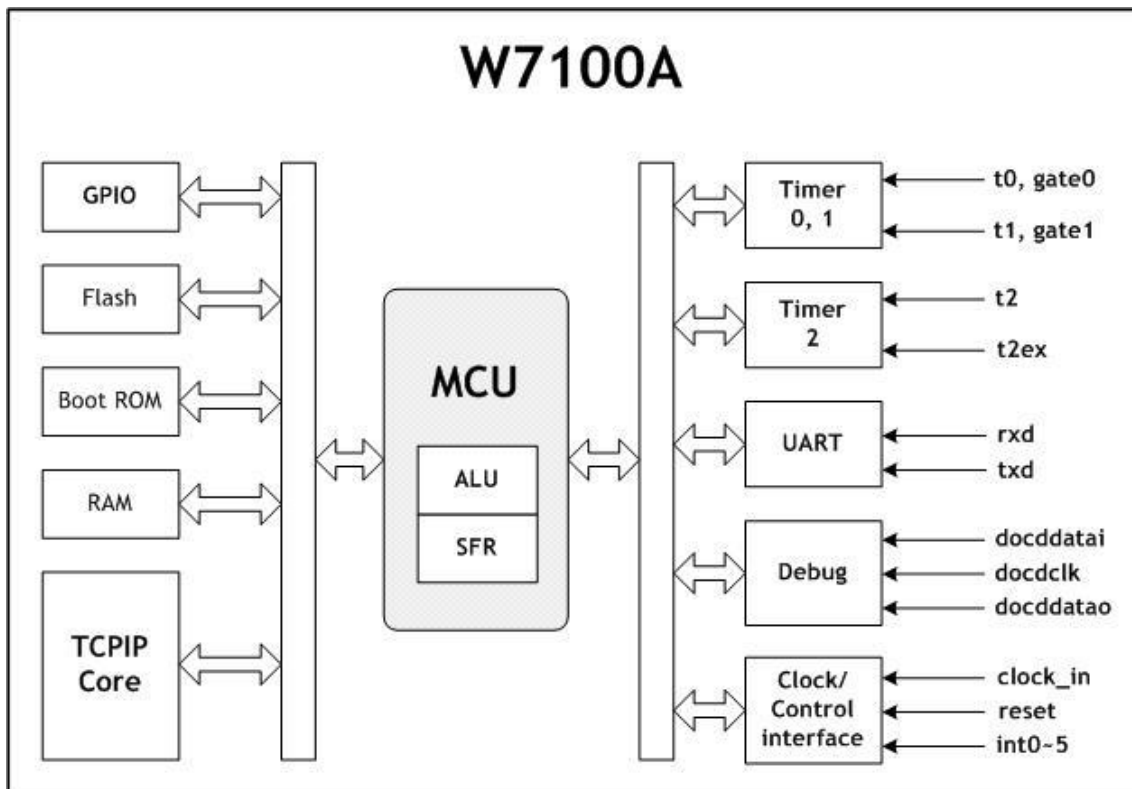 W7100A
GPIO
Flash
Boot ROM
RAM
TCPIP
Core
MCU
ALU
SFR
Timer
0, 1
t0, gate0
t1, gate1
Timer
2
t2
t2ex
UART
rxd
txd
Debug
docddatai
docdclk
docddatao
Clock/
Control
interface
clock_in
reset
int0~5